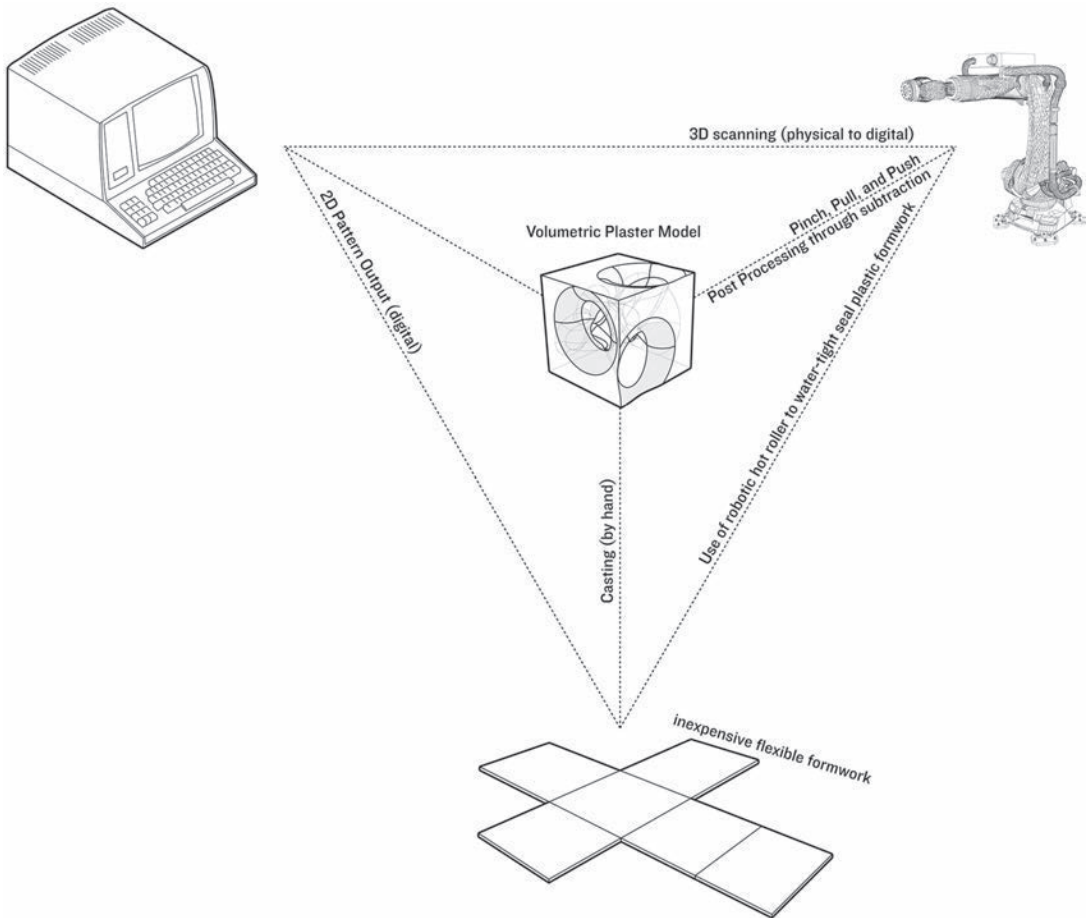 3D scanning (physical to digital)
Pinch, Pull, and Push
Post Processing through subtraction
Volumetric Plaster Model
2D Pattern Output (digital)
Use of robotic hot roller to water-tight seal plastic formwork
Casting (by hand)
inexpensive flexible formwork